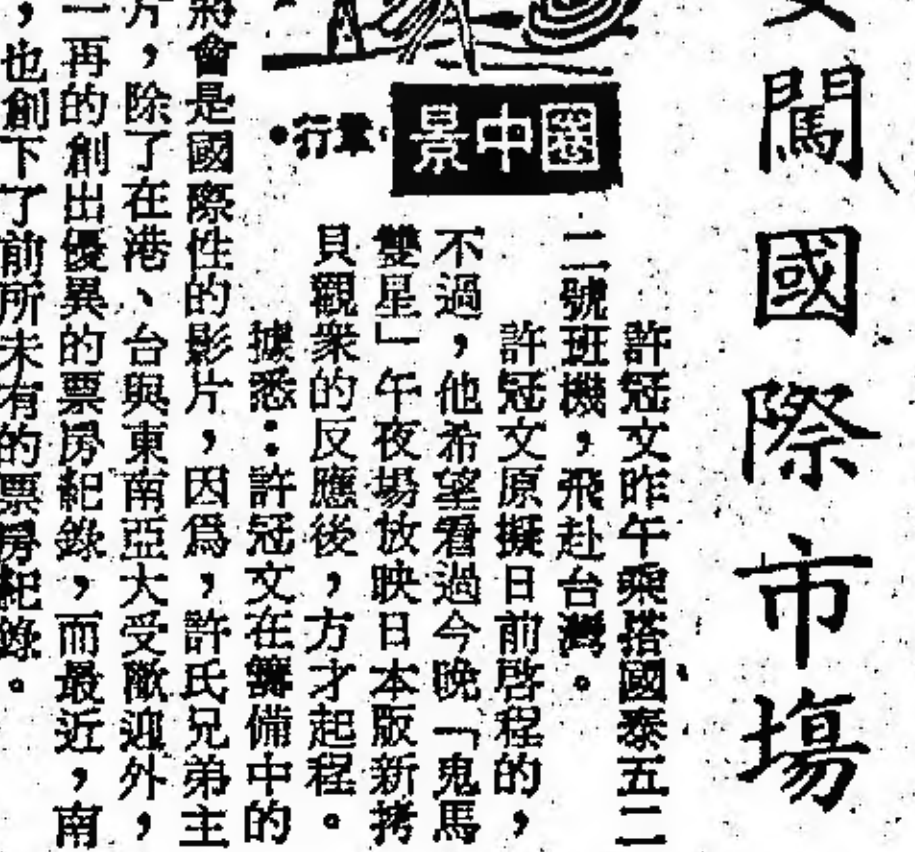 闖國際市場
圈中景
許冠文昨午乘搭國泰五二
二號班機，飛赴台灣。
許冠文原擬日前啓程的，
不過，他希望看過今晚「鬼馬
雙星」午夜場放映日本版新拷
貝觀衆的反應後，方才起程。
據悉：許冠文在籌備中的
將會是國際性的影片，因爲，許氏兄弟主
片，除了在港、台與東南亞大受歡迎外，
一再的創出優異的票房紀錄，而最近，南
，也創下了前所未有的票房紀錄。